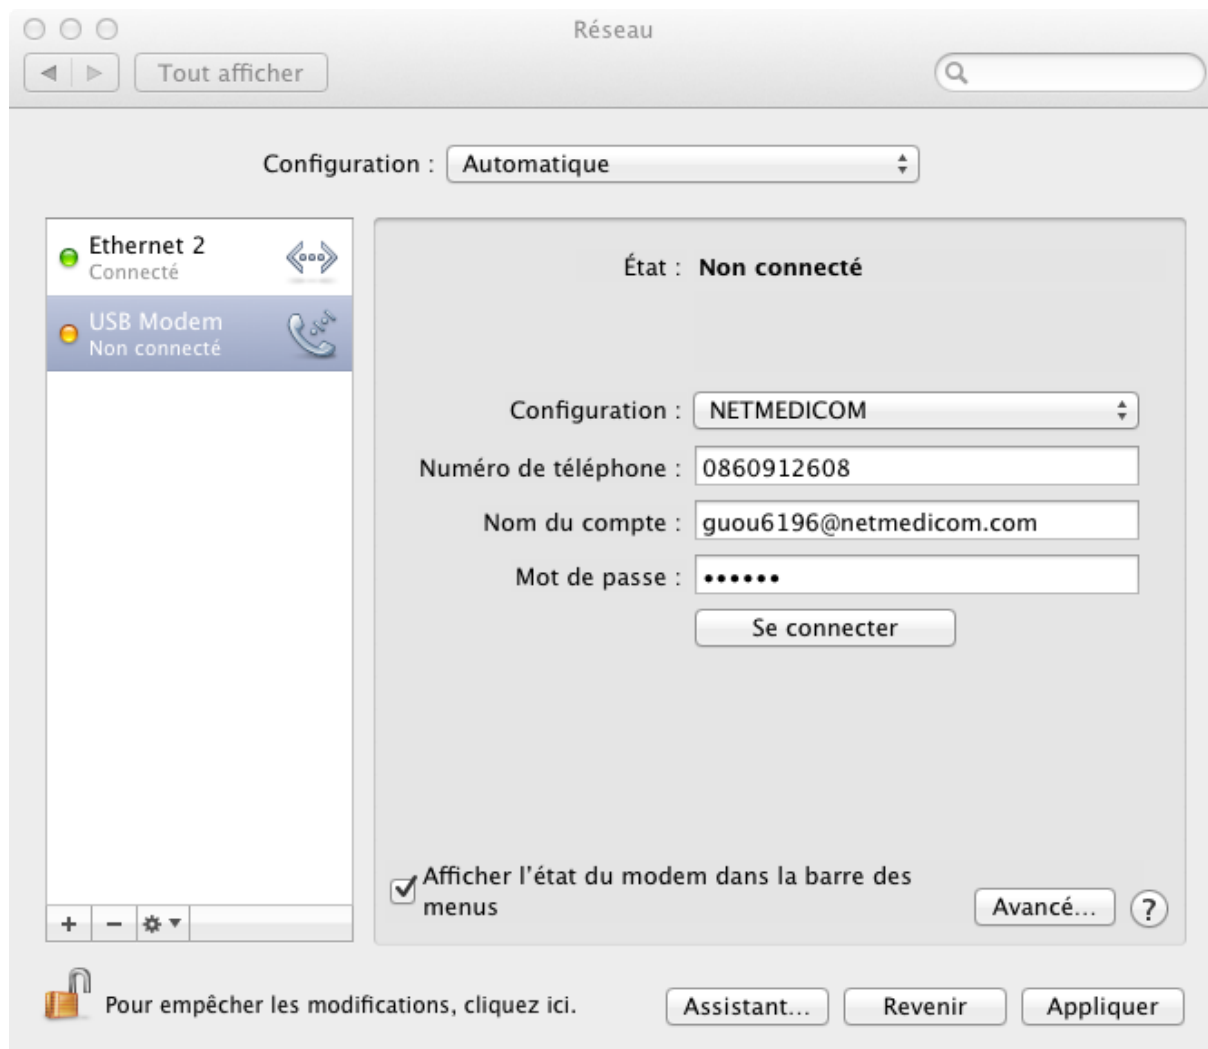 Réseau
Tout afficher
Configuration : Automatique
Ethernet 2
Connecté
USB Modem
Non connecté
État : Non connecté
Configuration : NETMEDICOM
Numéro de téléphone : 0860912608
Nom du compte : guou6196@netmedicom.com
Mot de passe : ••••••
Se connecter
Afficher l'état du modem dans la barre des
menus
Avancé... ?
+ −
Pour empêcher les modifications, cliquez ici.
Assistant... Revenir Appliquer